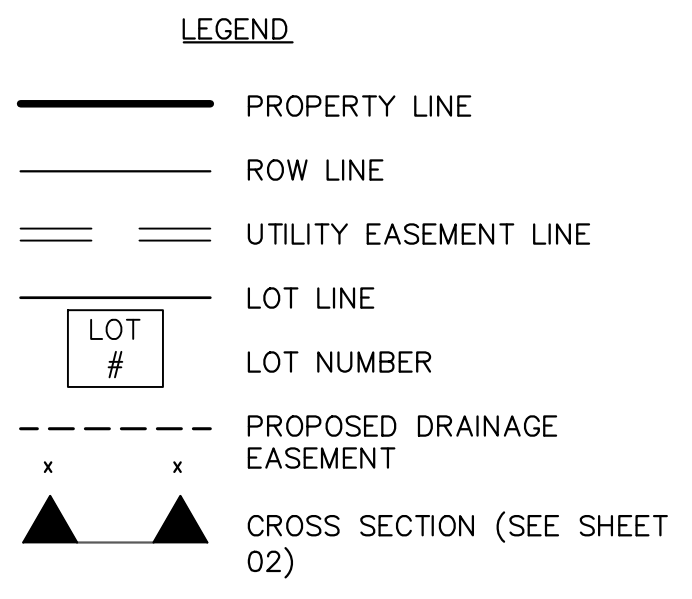 LEGEND
PROPERTY LINE
ROW LINE
UTILITY EASEMENT LINE
LOT LINE
LOT
#
LOT NUMBER
PROPOSED DRAINAGE
EASEMENT
x x
CROSS SECTION (SEE SHEET
02)